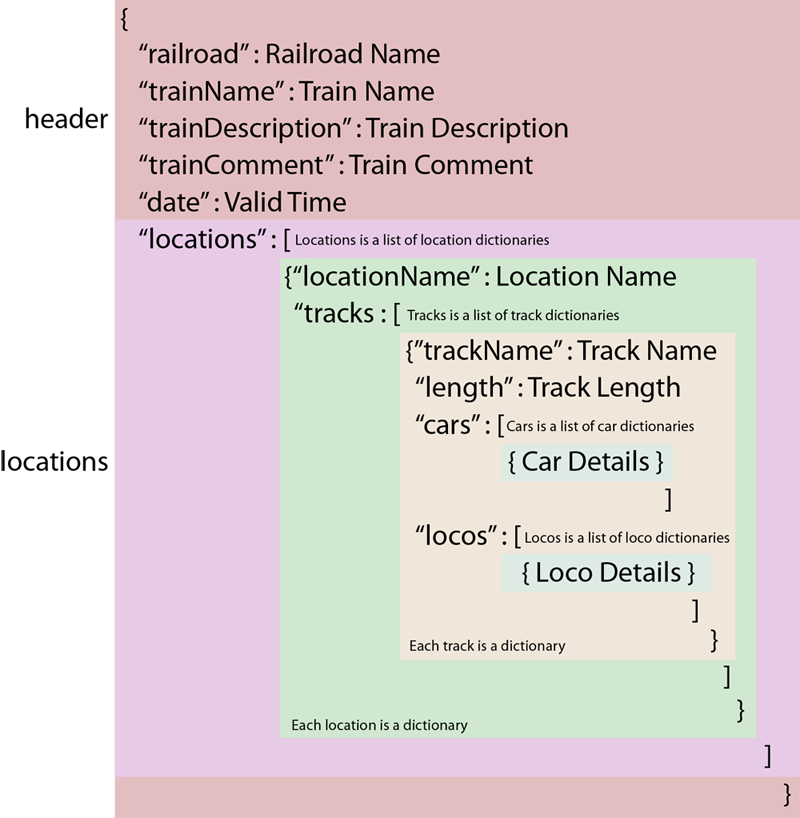 {
“railroad” : Railroad Name
“trainName” : Train Name
header
“trainDescription” : Train Description
“trainComment” : Train Comment
“date” : Valid Time
“locations” : [ Locations is a list of location dictionaries
{“locationName” : Location Name
“tracks : [ Tracks is a list of track dictionaries
{”trackName” : Track Name
“length” : Track Length
“cars” : [ Cars is a list of car dictionaries
locations
{ Car Details }
]
“locos” : [ Locos is a list of loco dictionaries
{ Loco Details }
]
}
Each track is a dictionary
]
}
Each location is a dictionary
]
}